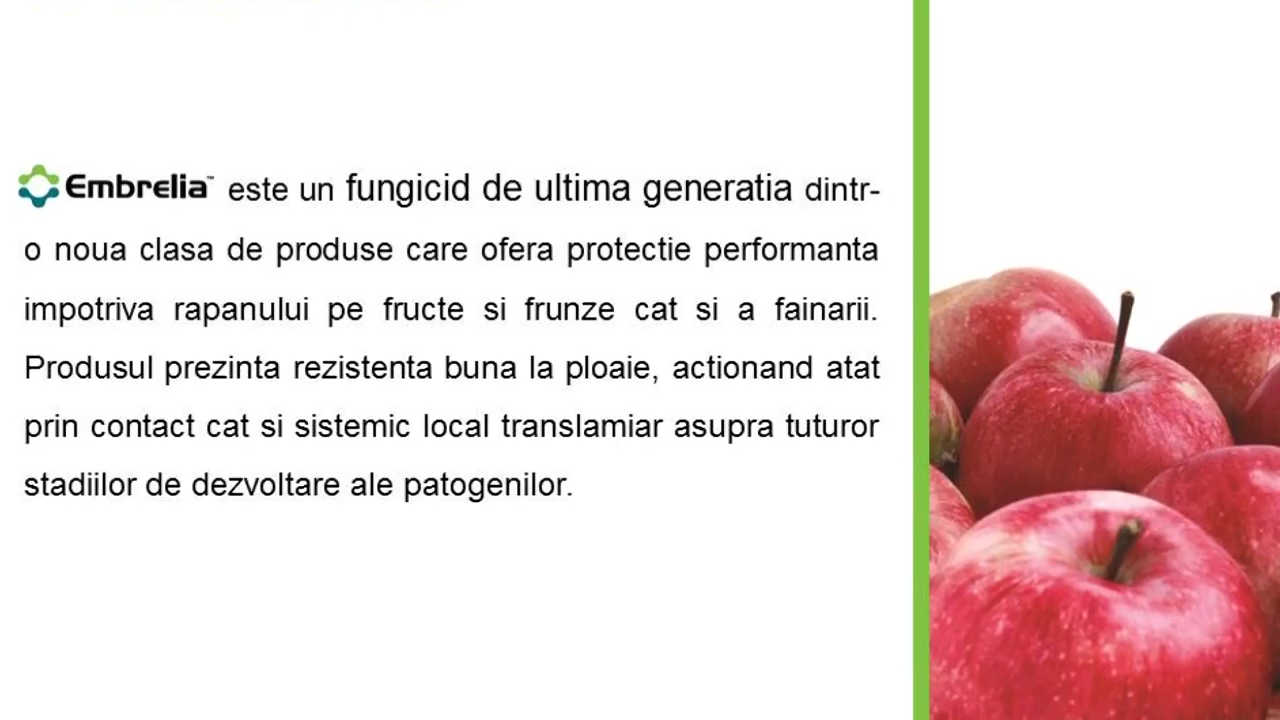 Embrelia™ este un fungicid de ultima generatia dintr-
o noua clasa de produse care ofera protectie performanta
impotriva rapanului pe fructe si frunze cat si a fainarii.
Produsul prezinta rezistenta buna la ploaie, actionand atat
prin contact cat si sistemic local translamiar asupra tuturor
stadiilor de dezvoltare ale patogenilor.